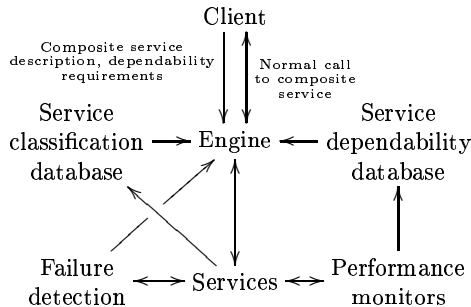 Client
Composite service
description, dependability
requirements
Normal call
to composite
service
Service
classification
database
Engine
Service
dependability
database
Failure
detection
Services
Performance
monitors